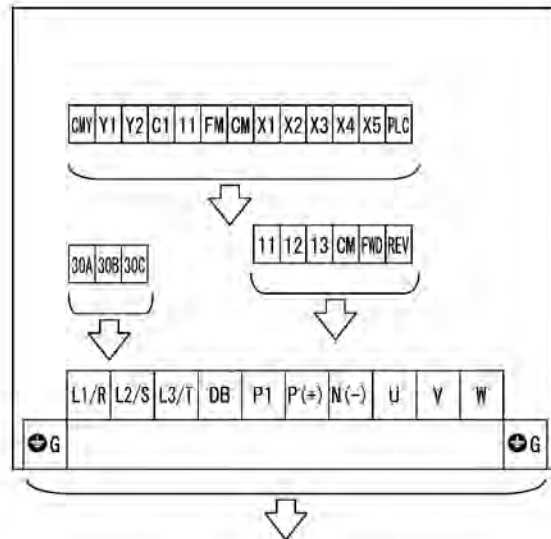 CMY Y1 Y2 C1 11 FM CM X1 X2 X3 X4 X5 PLC
11 12 13 CM FWD REV
30A 30B 30C
L1/R L2/S L3/T DB P1 P(±) N(-) U V W
G G